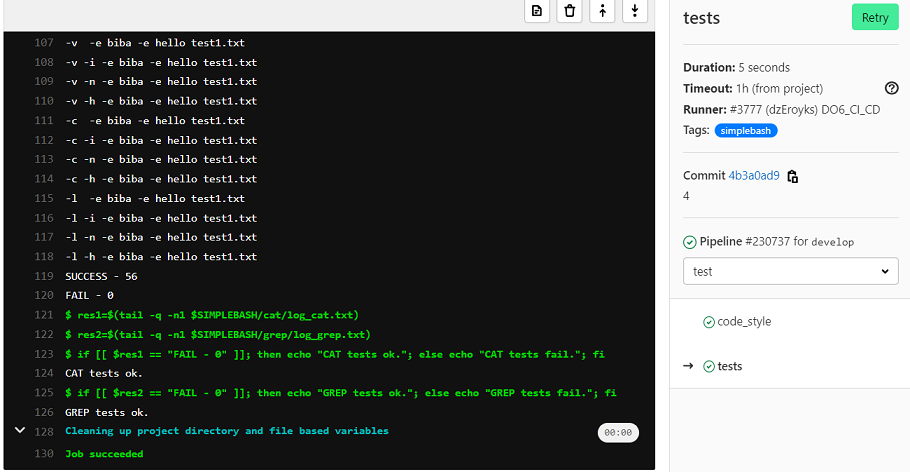 107 -v  -e biba -e hello test1.txt
108 -v -i -e biba -e hello test1.txt
109 -v -n -e biba -e hello test1.txt
110 -v -h -e biba -e hello test1.txt
111 -c  -e biba -e hello test1.txt
112 -c -i -e biba -e hello test1.txt
113 -c -n -e biba -e hello test1.txt
114 -c -h -e biba -e hello test1.txt
115 -l  -e biba -e hello test1.txt
116 -l -i -e biba -e hello test1.txt
117 -l -n -e biba -e hello test1.txt
118 -l -h -e biba -e hello test1.txt
119 SUCCESS - 56
120 FAIL - 0
121 $ res1=$(tail -q -n1 $SIMPLEBASH/cat/log_cat.txt)
122 $ res2=$(tail -q -n1 $SIMPLEBASH/grep/log_grep.txt)
123 $ if [[ $res1 == "FAIL - 0" ]]; then echo "CAT tests ok."; else echo "CAT tests fail."; fi
124 CAT tests ok.
125 $ if [[ $res2 == "FAIL - 0" ]]; then echo "GREP tests ok."; else echo "GREP tests fail."; fi
126 GREP tests ok.
128 Cleaning up project directory and file based variables 00:00
130 Job succeeded
tests Retry
Duration: 5 seconds
Timeout: 1h (from project)
Runner: #3777 (dzEroyks) DO6_CI_CD
Tags: simplebash
Commit 4b3a0ad9
4
Pipeline #230737 for develop
test
code_style
→ tests